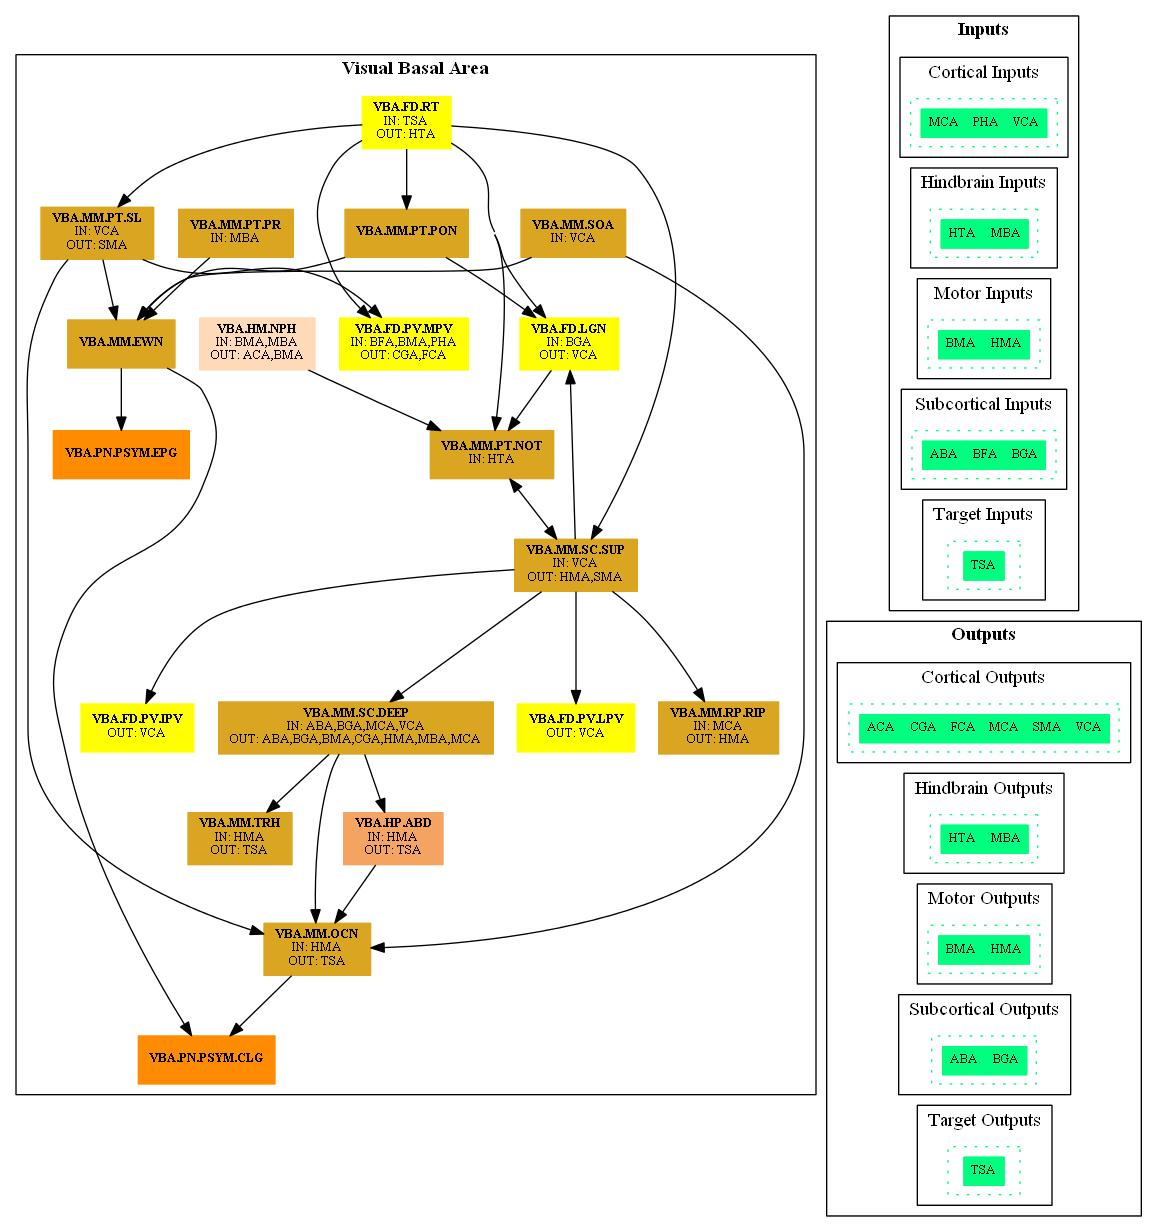 Visual Basal Area
VBA.FD.RT
IN: TSA
OUT: HTA
VBA.MM.PT.SL
IN: VCA
OUT: SMA
VBA.MM.PT.PR
IN: MBA
VBA.MM.PT.PON
VBA.MM.SOA
IN: VCA
VBA.MM.EWN
VBA.HM.NPH
IN: BMA,MBA
OUT: ACA,BMA
VBA.FD.PV.MPV
IN: BFA,BMA,PHA
OUT: CGA,FCA
VBA.FD.LGN
IN: BGA
OUT: VCA
VBA.PN.PSYM.EPG
VBA.MM.PT.NOT
IN: HTA
VBA.MM.SC.SUP
IN: VCA
OUT: HMA,SMA
VBA.FD.PV.IPV
OUT: VCA
VBA.MM.SC.DEEP
IN: ABA,BGA,MCA,VCA
OUT: ABA,BGA,BMA,CGA,HMA,MBA,MCA
VBA.FD.PV.LPV
OUT: VCA
VBA.MM.RP.RIP
IN: MCA
OUT: HMA
VBA.MM.TRH
IN: HMA
OUT: TSA
VBA.HP.ABD
IN: HMA
OUT: TSA
VBA.MM.OCN
IN: HMA
OUT: TSA
VBA.PN.PSYM.CLG
Inputs
Cortical Inputs
MCA PHA VCA
Hindbrain Inputs
HTA MBA
Motor Inputs
BMA HMA
Subcortical Inputs
ABA BFA BGA
Target Inputs
TSA
Outputs
Cortical Outputs
ACA CGA FCA MCA SMA VCA
Hindbrain Outputs
HTA MBA
Motor Outputs
BMA HMA
Subcortical Outputs
ABA BGA
Target Outputs
TSA